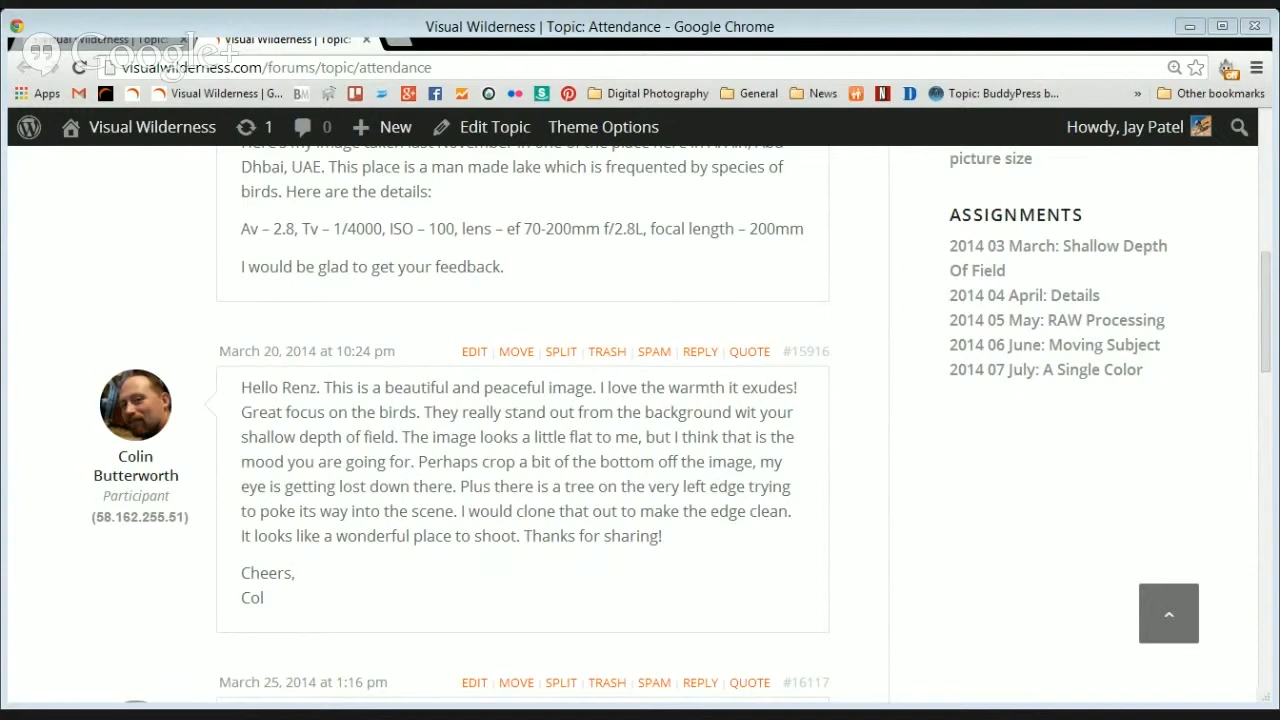 Visual Wilderness | Topic: Attendance - Google Chrome
Visual Wilderness | Topic:
Visual Wilderness | Topic:
Google+
visualwilderness.com/forums/topic/attendance
Apps
Visual Wilderness | G...
BM
Digital Photography
General
News
Topic: BuddyPress b...
»
Other bookmarks
Visual Wilderness
1
0
New
Edit Topic
Theme Options
Howdy, Jay Patel
Dhbai, UAE. This place is a man made lake which is frequented by species of
birds. Here are the details:
Av – 2.8, Tv – 1/4000, ISO – 100, lens – ef 70-200mm f/2.8L, focal length – 200mm
I would be glad to get your feedback.
March 20, 2014 at 10:24 pm
EDIT | MOVE | SPLIT | TRASH | SPAM | REPLY | QUOTE
#15916
Colin
Butterworth
Participant
(58.162.255.51)
Hello Renz. This is a beautiful and peaceful image. I love the warmth it exudes!
Great focus on the birds. They really stand out from the background wit your
shallow depth of field. The image looks a little flat to me, but I think that is the
mood you are going for. Perhaps crop a bit of the bottom off the image, my
eye is getting lost down there. Plus there is a tree on the very left edge trying
to poke its way into the scene. I would clone that out to make the edge clean.
It looks like a wonderful place to shoot. Thanks for sharing!
Cheers,
Col
March 25, 2014 at 1:16 pm
EDIT | MOVE | SPLIT | TRASH | SPAM | REPLY | QUOTE
#16117
picture size
ASSIGNMENTS
2014 03 March: Shallow Depth
Of Field
2014 04 April: Details
2014 05 May: RAW Processing
2014 06 June: Moving Subject
2014 07 July: A Single Color